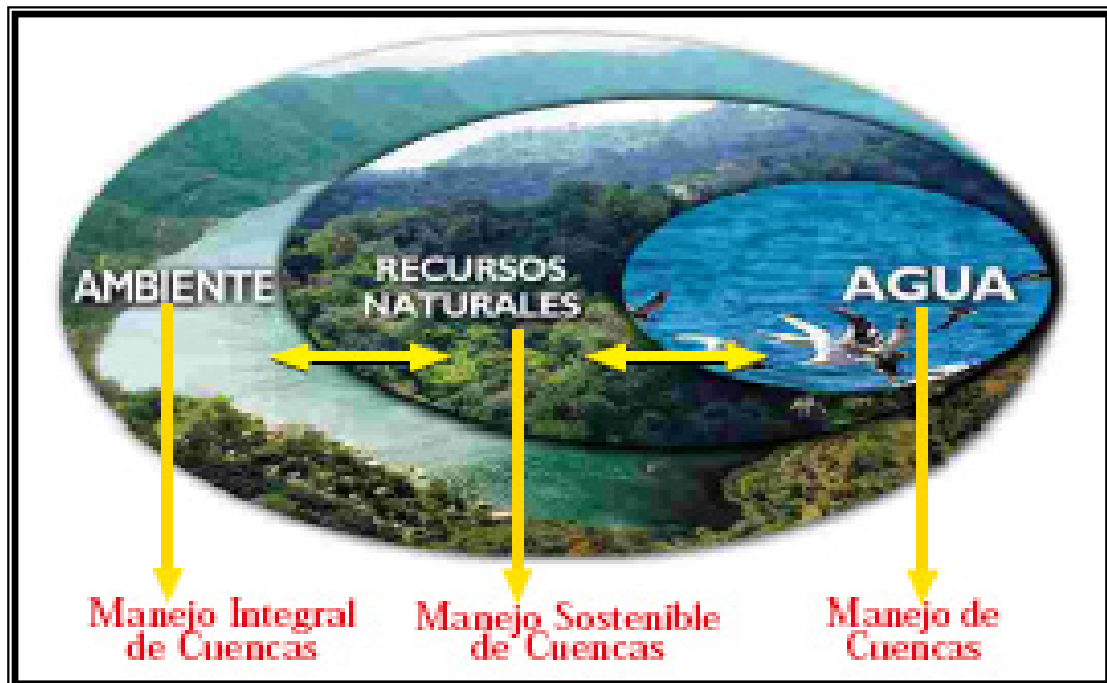 AMBIENTE
RECURSOS
NATURALES
AGUA
Manejo Integral
de Cuencas
Manejo Sostenible
de Cuencas
Manejo de
Cuencas